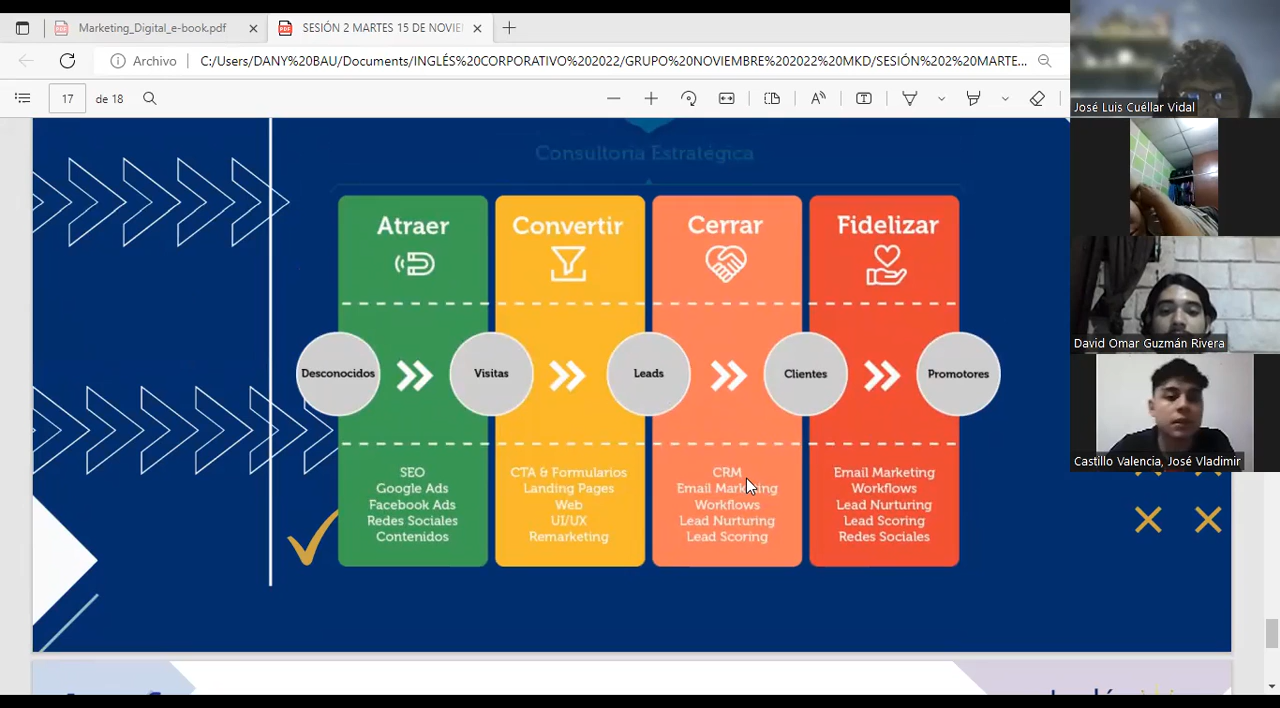 Marketing_Digital_e-book.pdf
SESIÓN 2 MARTES 15 DE NOVIE
Archivo
C:/Users/DANY%20BAU/Documents/INGLÉS%20CORPORATIVO%202022/GRUPO%20NOVIEMBRE%202022%20MKD/SESIÓN%202%20MARTE...
17
de 18
Consultoria Estratégica
Atraer
Convertir
Cerrar
Fidelizar
Desconocidos
Visitas
Leads
Clientes
Promotores
SEO
Google Ads
Facebook Ads
Redes Sociales
Contenidos
CTA & Formularios
Landing Pages
Web
UI/UX
Remarketing
CRM
Email Marketing
Workflows
Lead Nurturing
Lead Scoring
Email Marketing
Workflows
Lead Nurturing
Lead Scoring
Redes Sociales
José Luis Cuéllar Vidal
David Omar Guzmán Rivera
Castillo Valencia, José Vladimir